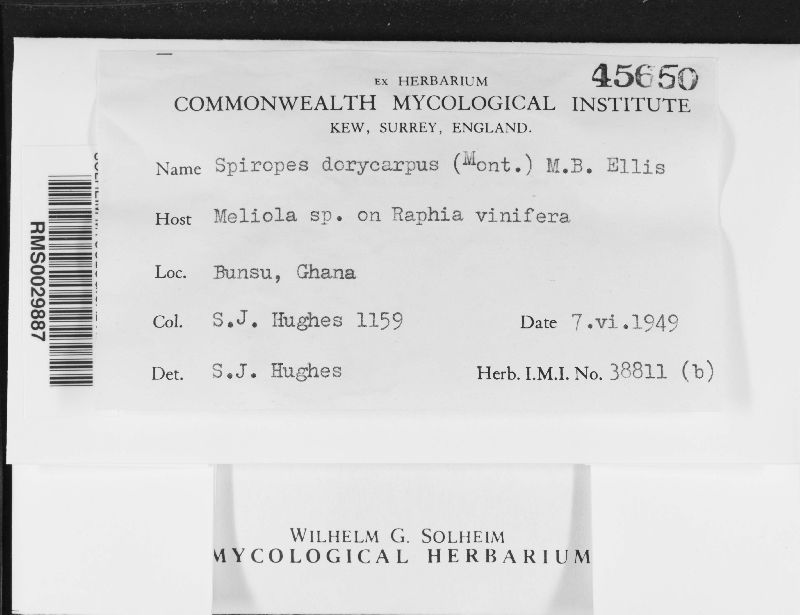 45650
EX HERBARIUM
COMMONWEALTH MYCOLOGICAL INSTITUTE
KEW, SURREY, ENGLAND.
Name Spiropes dorycarpus (Mont.) M.B. Ellis
Host Meliola sp. on Raphia vinifera
Loc. Bunsu, Ghana
Col. S.J. Hughes 1159 Date 7.vi.1949
Det. S.J. Hughes Herb. I.M.I. No. 38811 (b)
RMS0029887
WILHELM G. SOLHEIM
MYCOLOGICAL HERBARIUM